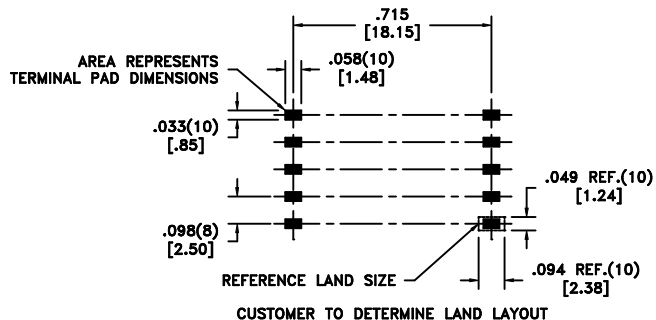 .715
[18.15]
AREA REPRESENTS
TERMINAL PAD DIMENSIONS
.058(10)
[1.48]
.033(10)
[.85]
.049 REF.(10)
[1.24]
.098(8)
[2.50]
REFERENCE LAND SIZE
.094 REF.(10)
[2.38]
CUSTOMER TO DETERMINE LAND LAYOUT